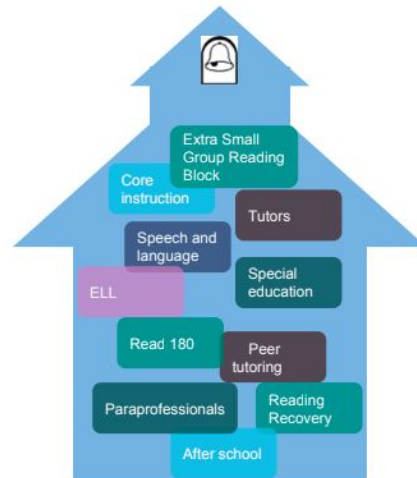 Extra Small
Group Reading
Block
Core
instruction
Tutors
Speech and
language
Special
education
ELL
Read 180
Peer
tutoring
Paraprofessionals
Reading
Recovery
After school